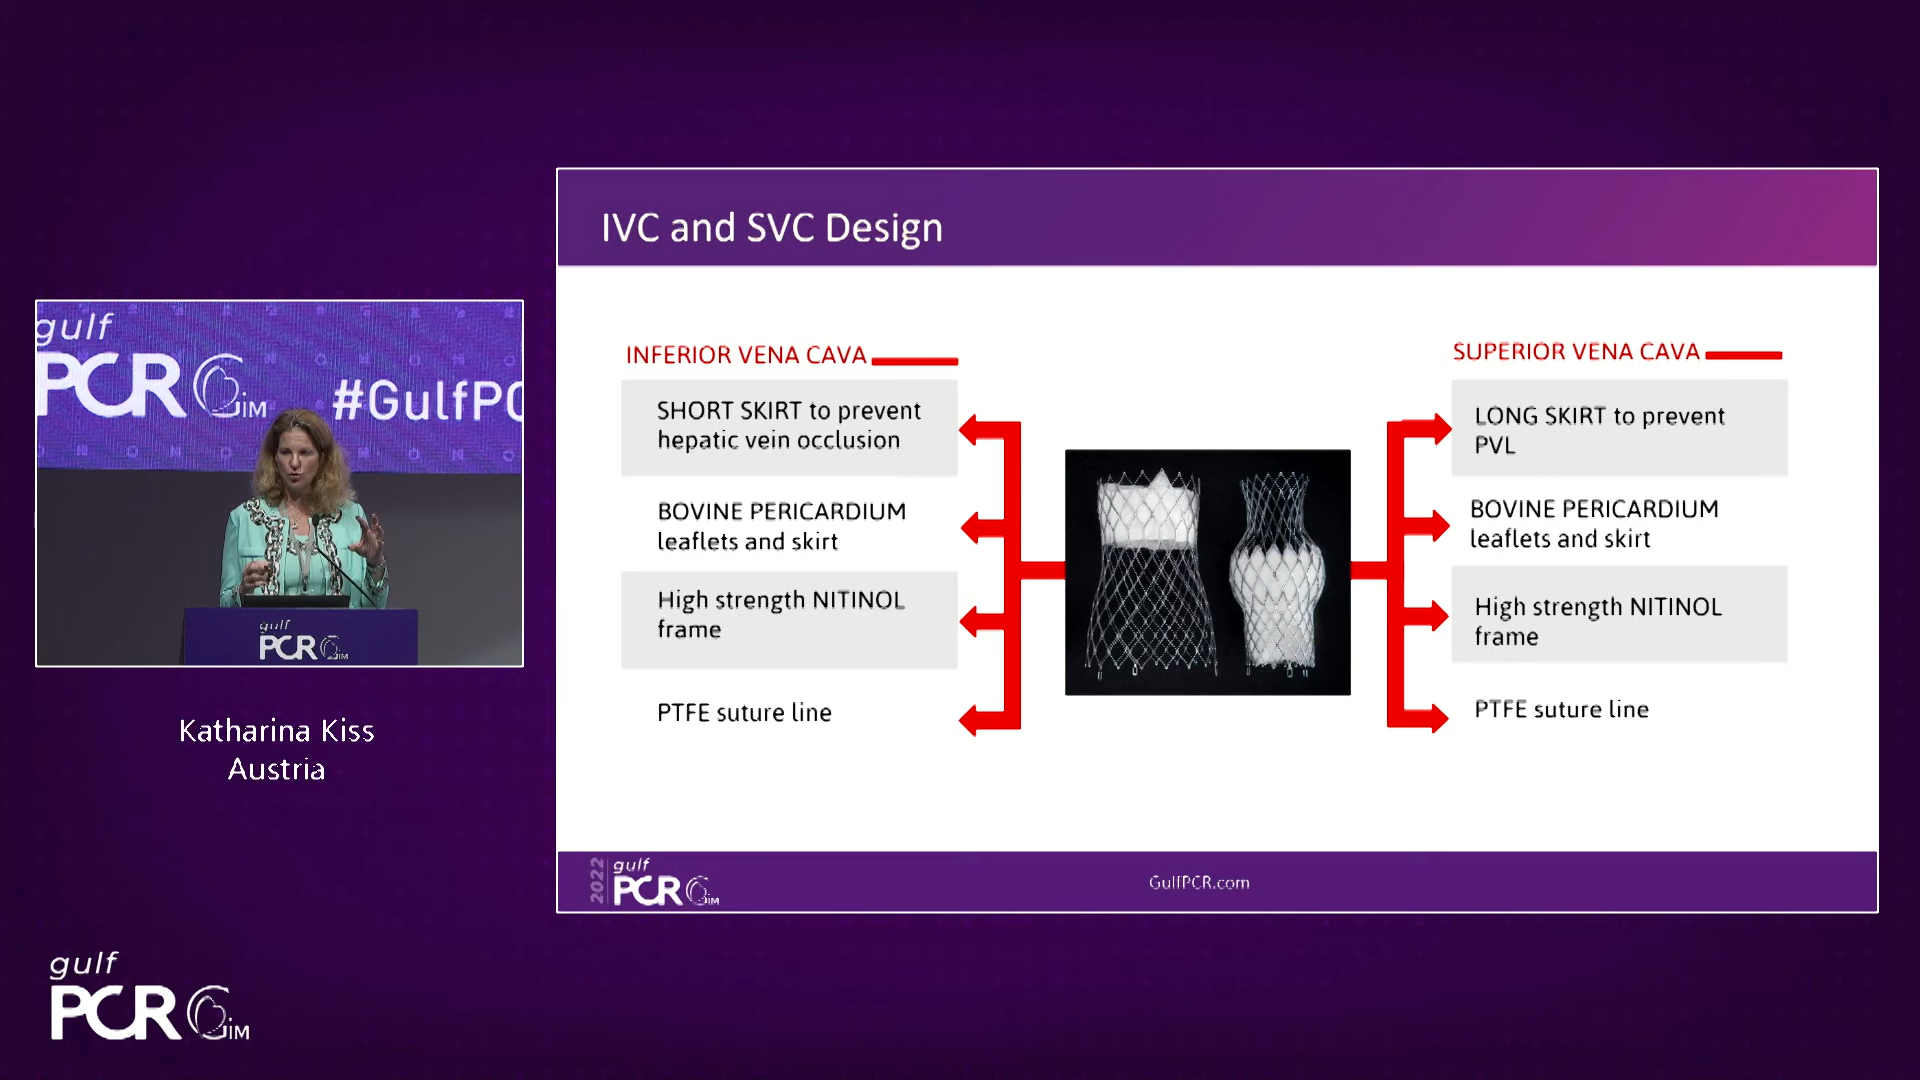 gulf
PCR GIM
#GulfPC
gulf
PCR GIM
Katharina Kiss
Austria
IVC and SVC Design
INFERIOR VENA CAVA
SHORT SKIRT to prevent
hepatic vein occlusion
BOVINE PERICARDIUM
leaflets and skirt
High strength NITINOL
frame
PTFE suture line
SUPERIOR VENA CAVA
LONG SKIRT to prevent
PVL
BOVINE PERICARDIUM
leaflets and skirt
High strength NITINOL
frame
PTFE suture line
2022
gulf
PCR GIM
GulfPCR.com
gulf
PCR GIM